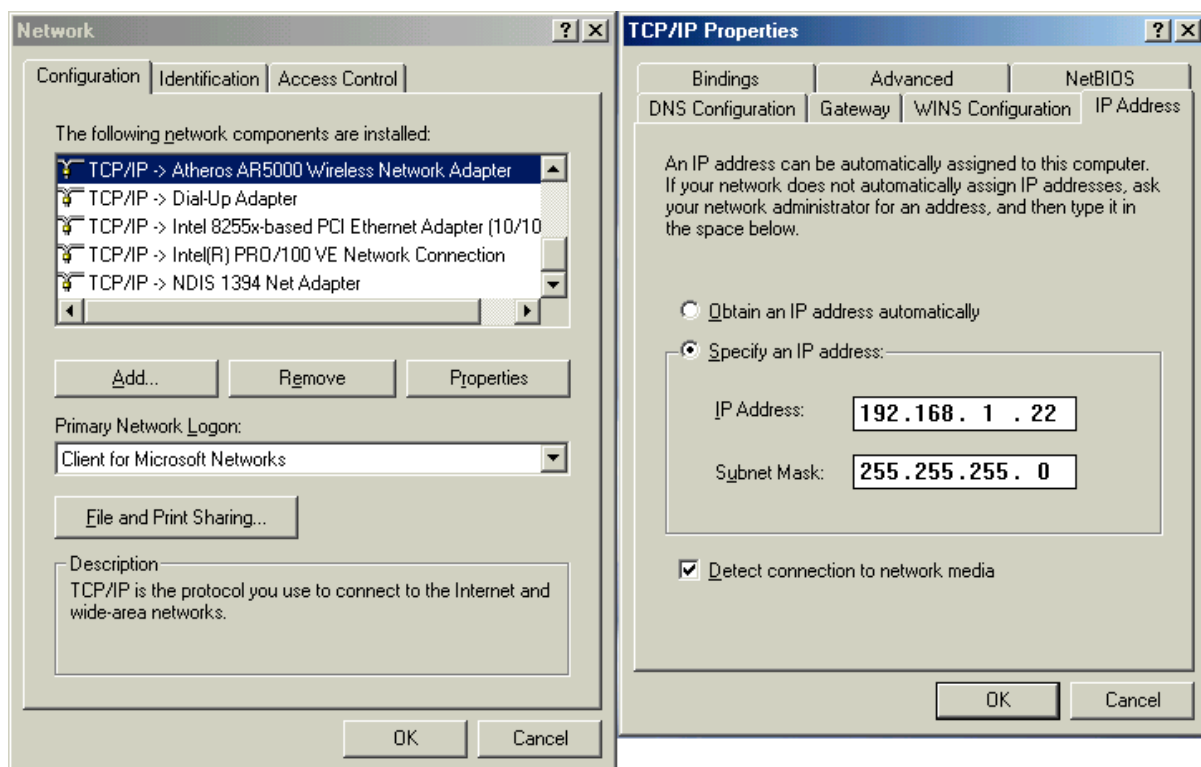 Network
Configuration
Identification
Access Control
The following network components are installed:
TCP/IP -> Atheros AR5000 Wireless Network Adapter
TCP/IP -> Dial-Up Adapter
TCP/IP -> Intel 8255x-based PCI Ethernet Adapter (10/10
TCP/IP -> Intel(R) PRO/100 VE Network Connection
TCP/IP -> NDIS 1394 Net Adapter
Add...
Remove
Properties
Primary Network Logon:
Client for Microsoft Networks
File and Print Sharing...
Description
TCP/IP is the protocol you use to connect to the Internet and
wide-area networks.
OK
Cancel
TCP/IP Properties
Bindings
Advanced
NetBIOS
DNS Configuration
Gateway
WINS Configuration
IP Address
An IP address can be automatically assigned to this computer.
If your network does not automatically assign IP addresses, ask
your network administrator for an address, and then type it in
the space below.
Obtain an IP address automatically
Specify an IP address:
IP Address:
192.168. 1 .22
Subnet Mask:
255.255.255. 0
Detect connection to network media
OK
Cancel